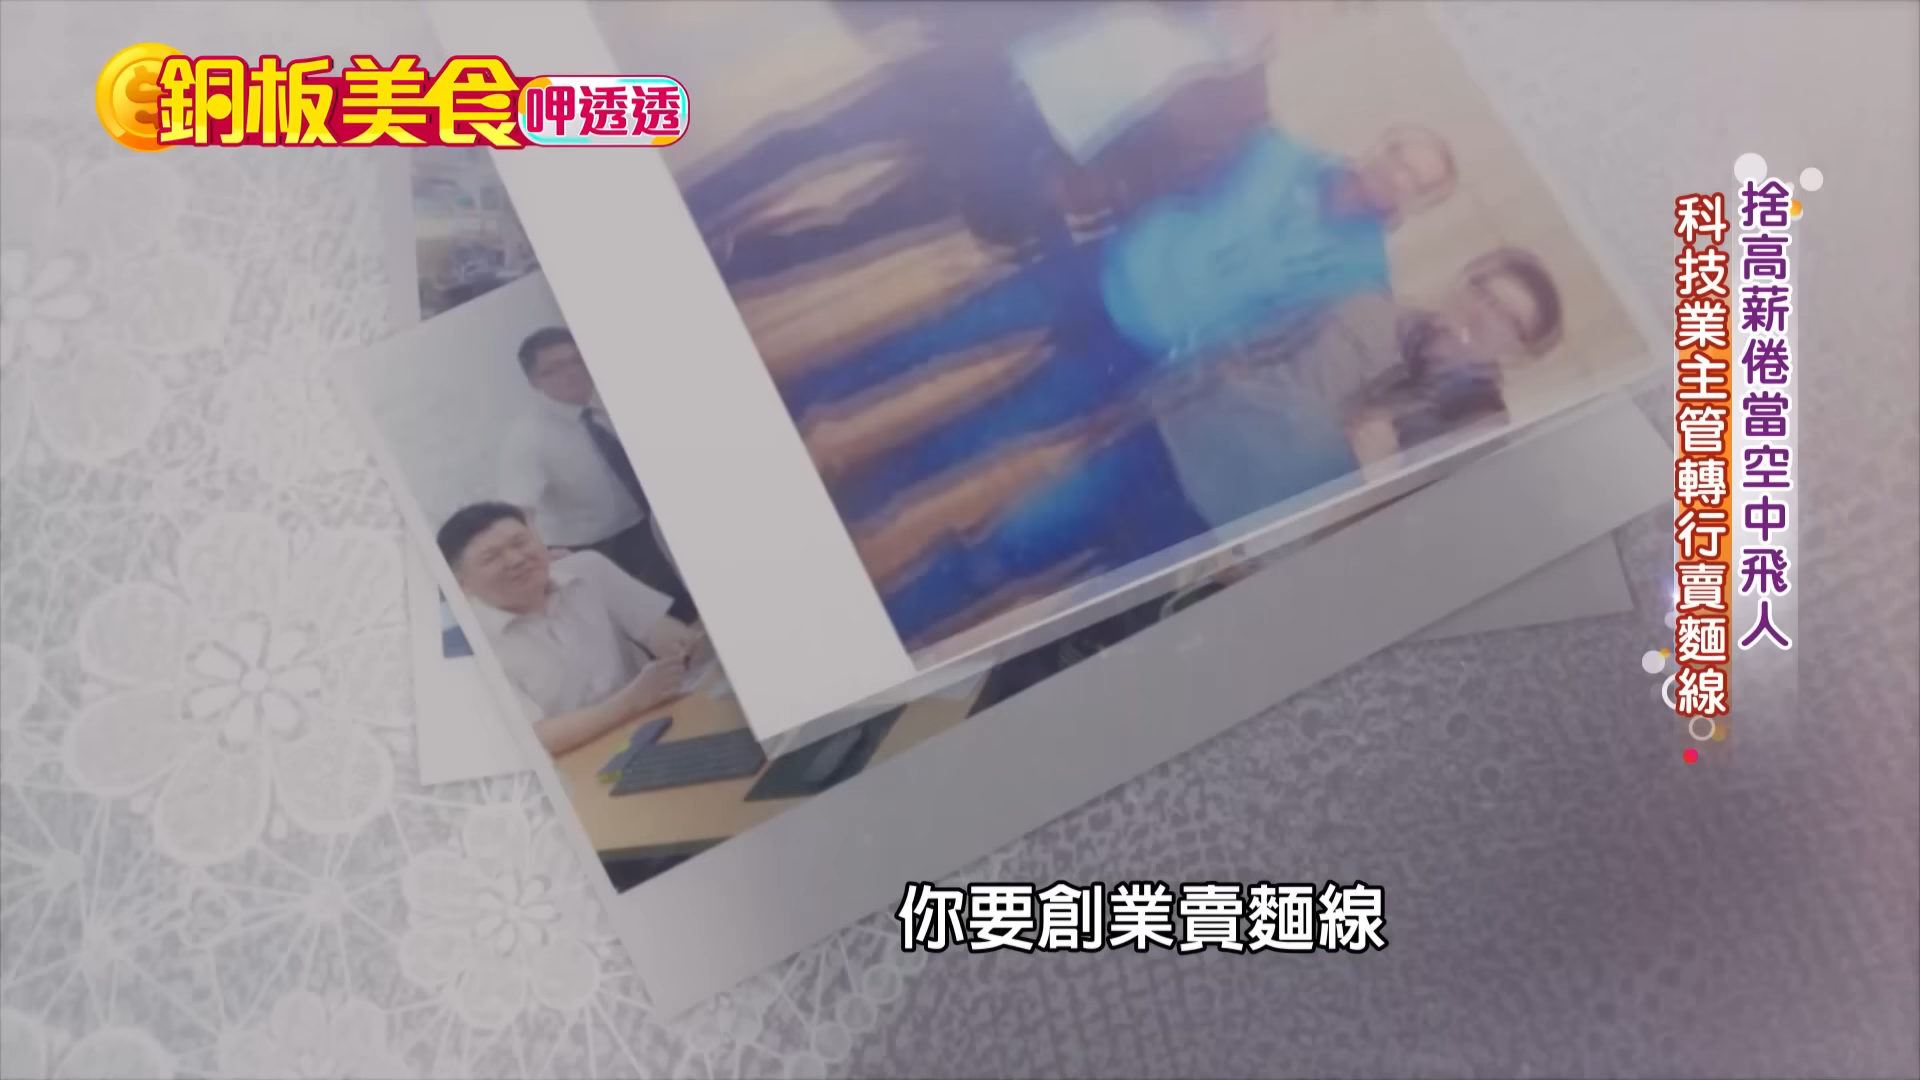 銅板美食呷透透
捨高薪倦當空中飛人
科技業主管轉行賣麵線
你要創業賣麵線